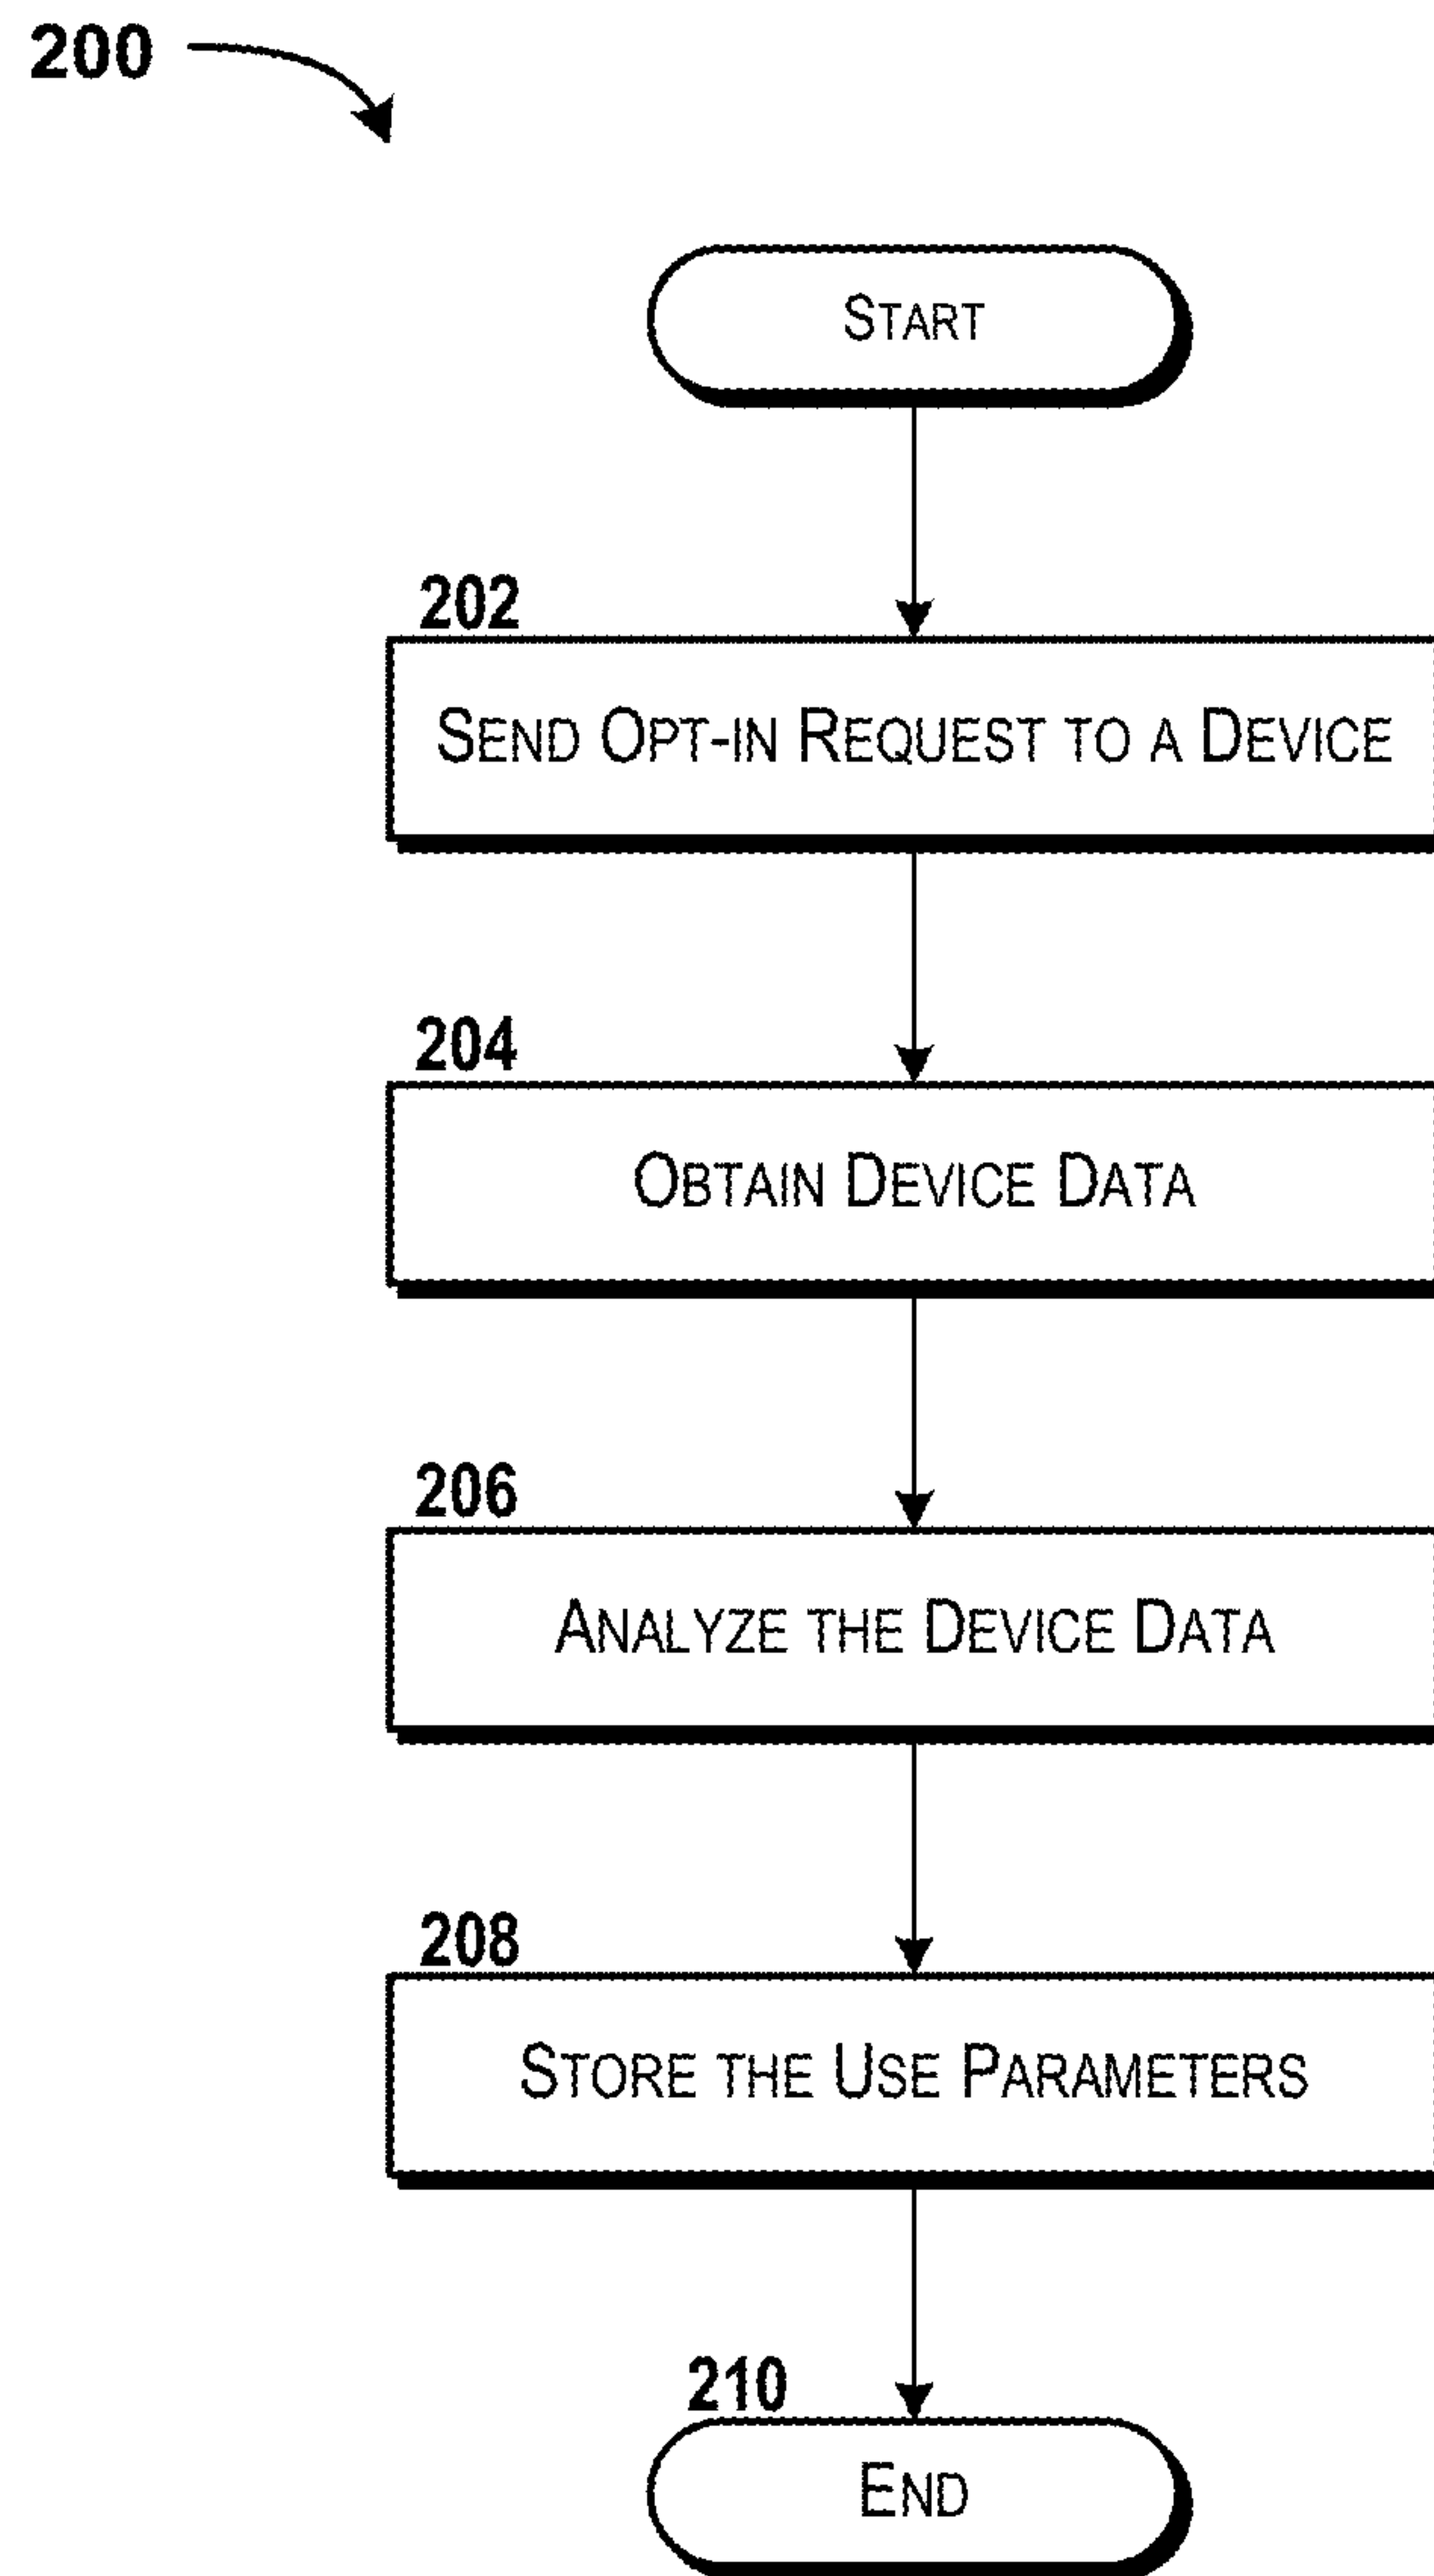 200
START
202
SEND OPT-IN REQUEST TO A DEVICE
204
OBTAIN DEVICE DATA
206
ANALYZE THE DEVICE DATA
208
STORE THE USE PARAMETERS
210
END